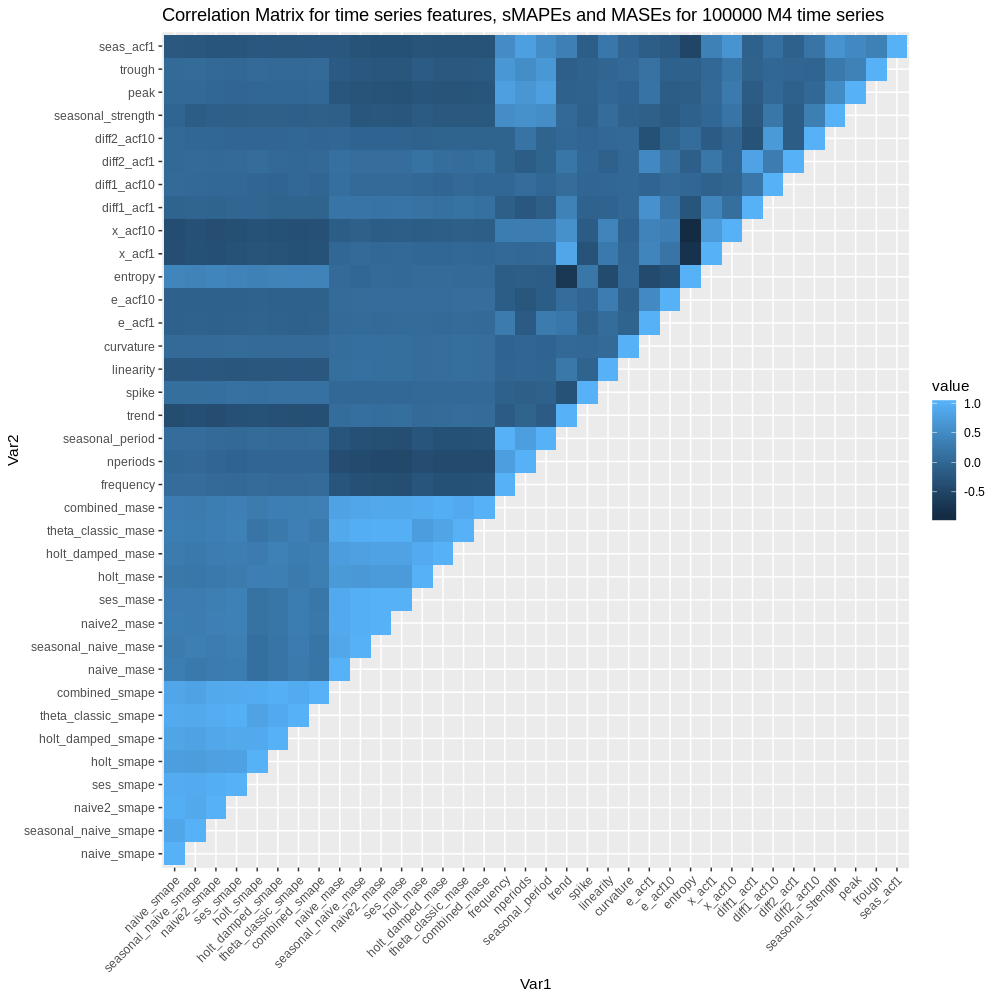 Correlation Matrix for time series features, sMAPEs and MASEs for 100000 M4 time series
Var2
seas_acf1
trough
peak
seasonal_strength
diff2_acf10
diff2_acf1
diff1_acf10
diff1_acf1
x_acf10
x_acf1
entropy
e_acf10
e_acf1
curvature
linearity
spike
trend
seasonal_period
nperiods
frequency
combined_mase
theta_classic_mase
holt_damped_mase
holt_mase
ses_mase
naive2_mase
seasonal_naive_mase
naive_mase
combined_smape
theta_classic_smape
holt_damped_smape
holt_smape
ses_smape
naive2_smape
seasonal_naive_smape
naive_smape
naive_smape
seasonal_naive_smape
naive2_smape
ses_smape
holt_smape
holt_damped_smape
theta_classic_smape
combined_smape
naive_mase
seasonal_naive_mase
naive2_mase
ses_mase
holt_mase
holt_damped_mase
theta_classic_mase
combined_mase
frequency
nperiods
seasonal_period
trend
spike
linearity
curvature
e_acf1
e_acf10
entropy
x_acf1
x_acf10
diff1_acf1
diff1_acf10
diff2_acf1
diff2_acf10
seasonal_strength
peak
trough
seas_acf1
Var1
value
1.0
0.5
0.0
-0.5